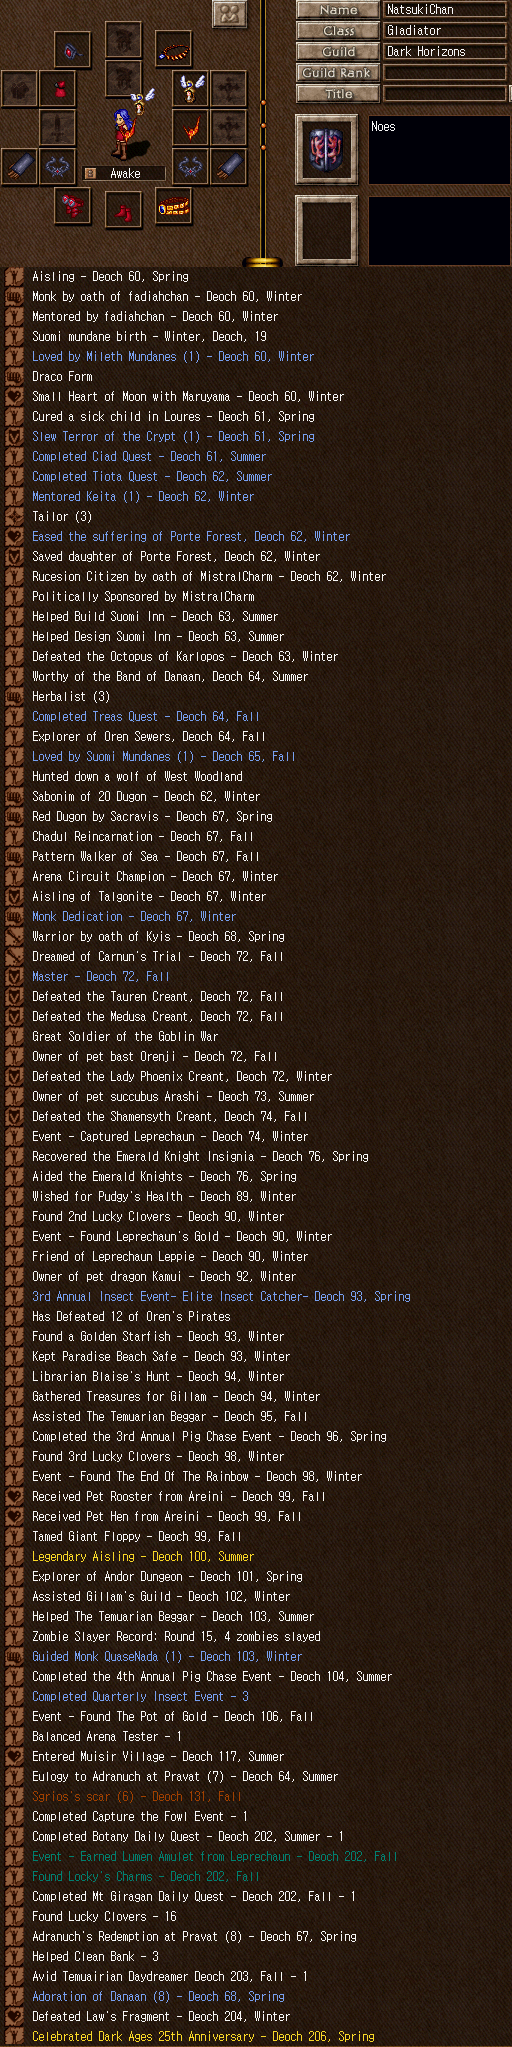 Name NatsukiChan
Class Gladiator
Guild Dark Horizons
Guild Rank
Title
Noes
Awake
Aisling - Deoch 60, Spring
Monk by oath of fadiahchan - Deoch 60, Winter
Mentored by fadiahchan - Deoch 60, Winter
Suomi mundane birth - Winter, Deoch, 19
Loved by Mileth Mundanes (1) - Deoch 60, Winter
Draco Form
Small Heart of Moon with Maruyama - Deoch 60, Winter
Cured a sick child in Loures - Deoch 61, Spring
Slew Terror of the Crypt (1) - Deoch 61, Spring
Completed Ciad Quest - Deoch 61, Summer
Completed Tiota Quest - Deoch 62, Summer
Mentored Keita (1) - Deoch 62, Winter
Tailor (3)
Eased the suffering of Porte Forest, Deoch 62, Winter
Saved daughter of Porte Forest, Deoch 62, Winter
Rucesion Citizen by oath of MistralCharm - Deoch 62, Winter
Politically Sponsored by MistralCharm
Helped Build Suomi Inn - Deoch 63, Summer
Helped Design Suomi Inn - Deoch 63, Summer
Defeated the Octopus of Karlopos - Deoch 63, Winter
Worthy of the Band of Danaan, Deoch 64, Summer
Herbalist (3)
Completed Treas Quest - Deoch 64, Fall
Explorer of Oren Sewers, Deoch 64, Fall
Loved by Suomi Mundanes (1) - Deoch 65, Fall
Hunted down a wolf of West Woodland
Sabonim of 20 Dugon - Deoch 62, Winter
Red Dugon by Sacravis - Deoch 67, Spring
Chadul Reincarnation - Deoch 67, Fall
Pattern Walker of Sea - Deoch 67, Fall
Arena Circuit Champion - Deoch 67, Winter
Aisling of Talgonite - Deoch 67, Winter
Monk Dedication - Deoch 67, Winter
Warrior by oath of Kyis - Deoch 68, Spring
Dreamed of Carnun's Trial - Deoch 72, Fall
Master - Deoch 72, Fall
Defeated the Tauren Creant, Deoch 72, Fall
Defeated the Medusa Creant, Deoch 72, Fall
Great Soldier of the Goblin War
Owner of pet bast Orenji - Deoch 72, Fall
Defeated the Lady Phoenix Creant, Deoch 72, Winter
Owner of pet succubus Arashi - Deoch 73, Summer
Defeated the Shamensyth Creant, Deoch 74, Fall
Event - Captured Leprechaun - Deoch 74, Winter
Recovered the Emerald Knight Insignia - Deoch 76, Spring
Aided the Emerald Knights - Deoch 76, Spring
Wished for Pudgy's Health - Deoch 89, Winter
Found 2nd Lucky Clovers - Deoch 90, Winter
Event - Found Leprechaun's Gold - Deoch 90, Winter
Friend of Leprechaun Leppie - Deoch 90, Winter
Owner of pet dragon Kamui - Deoch 92, Winter
3rd Annual Insect Event- Elite Insect Catcher- Deoch 93, Spring
Has Defeated 12 of Oren's Pirates
Found a Golden Starfish - Deoch 93, Winter
Kept Paradise Beach Safe - Deoch 93, Winter
Librarian Blaise's Hunt - Deoch 94, Winter
Gathered Treasures for Gillam - Deoch 94, Winter
Assisted The Temuarian Beggar - Deoch 95, Fall
Completed the 3rd Annual Pig Chase Event - Deoch 96, Spring
Found 3rd Lucky Clovers - Deoch 98, Winter
Event - Found The End Of The Rainbow - Deoch 98, Winter
Received Pet Rooster from Areini - Deoch 99, Fall
Received Pet Hen from Areini - Deoch 99, Fall
Tamed Giant Floppy - Deoch 99, Fall
Legendary Aisling - Deoch 100, Summer
Explorer of Andor Dungeon - Deoch 101, Spring
Assisted Gillam's Guild - Deoch 102, Winter
Helped The Temuarian Beggar - Deoch 103, Summer
Zombie Slayer Record: Round 15, 4 zombies slayed
Guided Monk QuaseNada (1) - Deoch 103, Winter
Completed the 4th Annual Pig Chase Event - Deoch 104, Summer
Completed Quarterly Insect Event - 3
Event - Found The Pot of Gold - Deoch 106, Fall
Balanced Arena Tester - 1
Entered Muisir Village - Deoch 117, Summer
Eulogy to Adranuch at Pravat (7) - Deoch 64, Summer
Sgrios's scar (6) - Deoch 131, Fall
Completed Capture the Fowl Event - 1
Completed Botany Daily Quest - Deoch 202, Summer - 1
Event - Earned Lumen Amulet from Leprechaun - Deoch 202, Fall
Found Locky's Charms - Deoch 202, Fall
Completed Mt Giragan Daily Quest - Deoch 202, Fall - 1
Found Lucky Clovers - 16
Adranuch's Redemption at Pravat (8) - Deoch 67, Spring
Helped Clean Bank - 3
Avid Temuairian Daydreamer Deoch 203, Fall - 1
Adoration of Danaan (8) - Deoch 68, Spring
Defeated Law's Fragment - Deoch 204, Winter
Celebrated Dark Ages 25th Anniversary - Deoch 206, Spring